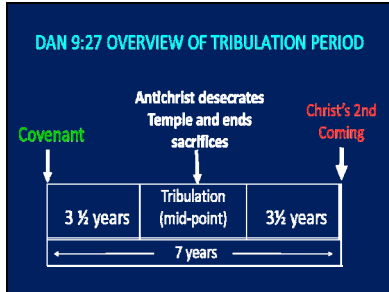 DAN 9:27 OVERVIEW OF TRIBULATION PERIOD
Antichrist desecrates
Temple and ends
sacrifices
Covenant
Christ's 2nd
Coming
3 ½ years
Tribulation
(mid-point)
3½ years
7 years